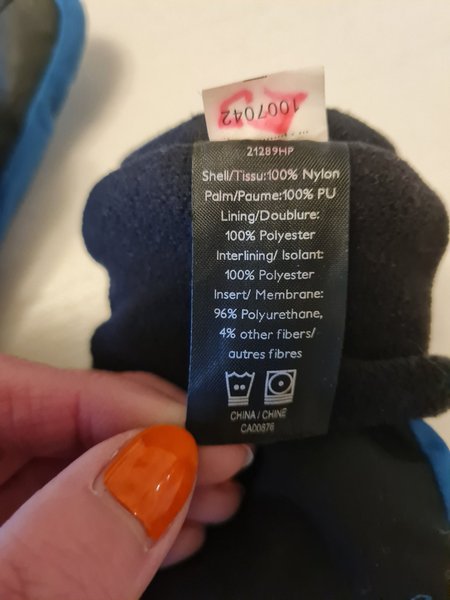 1007042
21289HP
Shell/Tissu:100% Nylon
Palm/Paume:100% PU
Lining/Doublure:
100% Polyester
Interlining/ Isolant:
100% Polyester
Insert/ Membrane:
96% Polyurethane,
4% other fibers/
autres fibres
CHINA / CHINE
CA00876